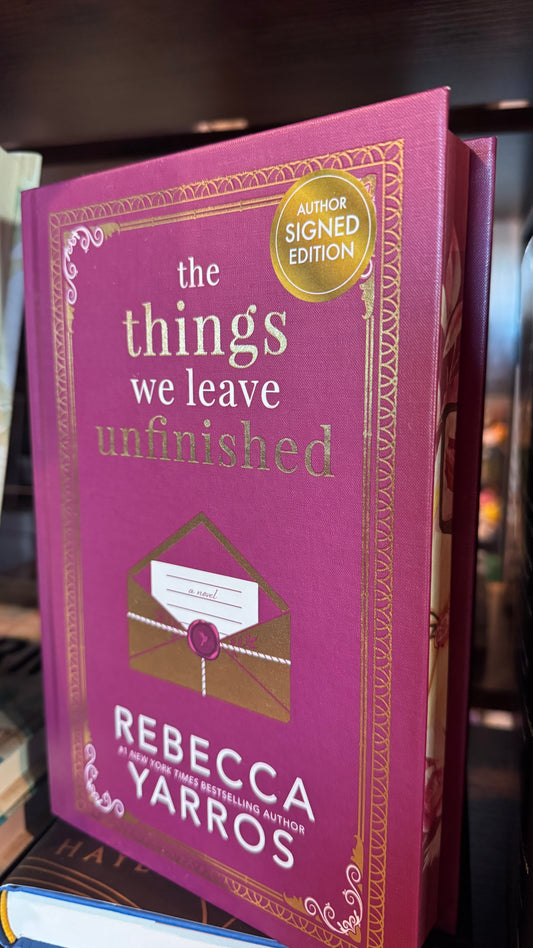 AUTHOR
SIGNED
EDITION
the
things
we leave
unfinished
a novel
REBECCA
#1 NEW YORK TIMES BESTSELLING AUTHOR
YARROS